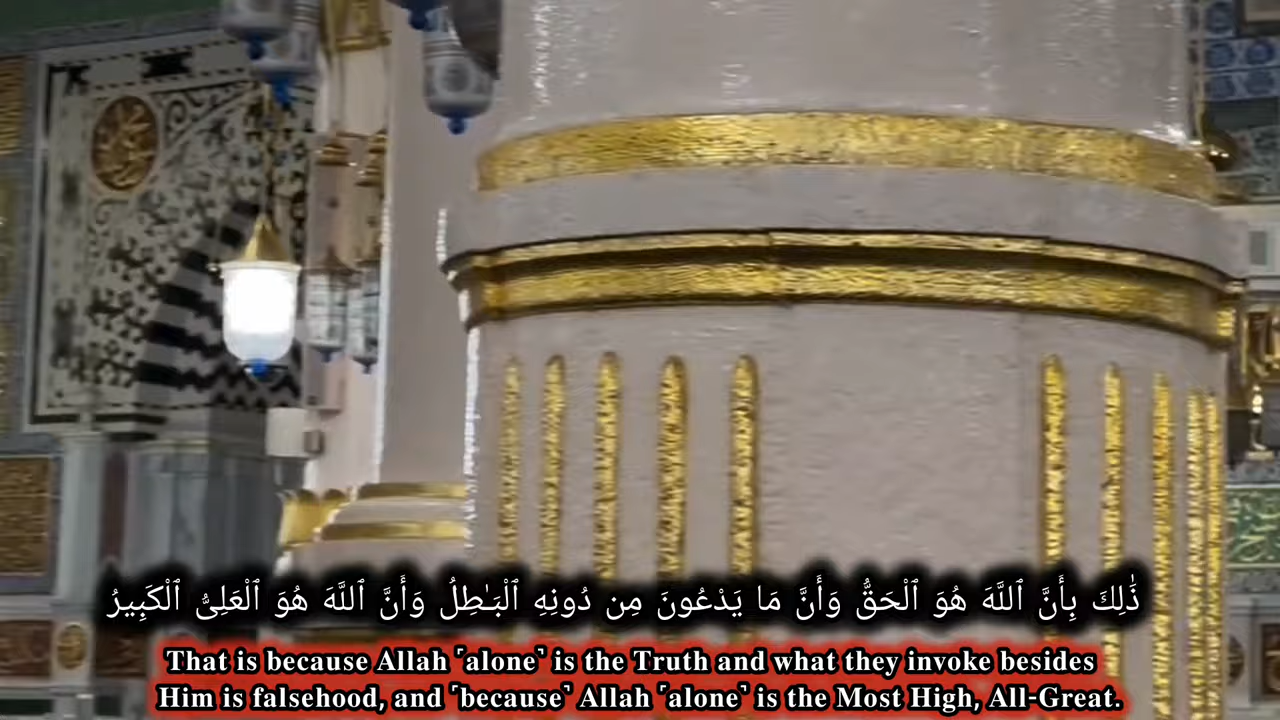 ذَٰلِكَ بِأَنَّ ٱللَّهَ هُوَ ٱلْحَقُّ وَأَنَّ مَا يَدْعُونَ مِن دُونِهِ ٱلْبَـٰطِلُ وَأَنَّ ٱللَّهَ هُوَ ٱلْعَلِىُّ ٱلْكَبِيرُ
That is because Allah ˹alone˺ is the Truth and what they invoke besides
Him is falsehood, and ˹because˺ Allah ˹alone˺ is the Most High, All-Great.